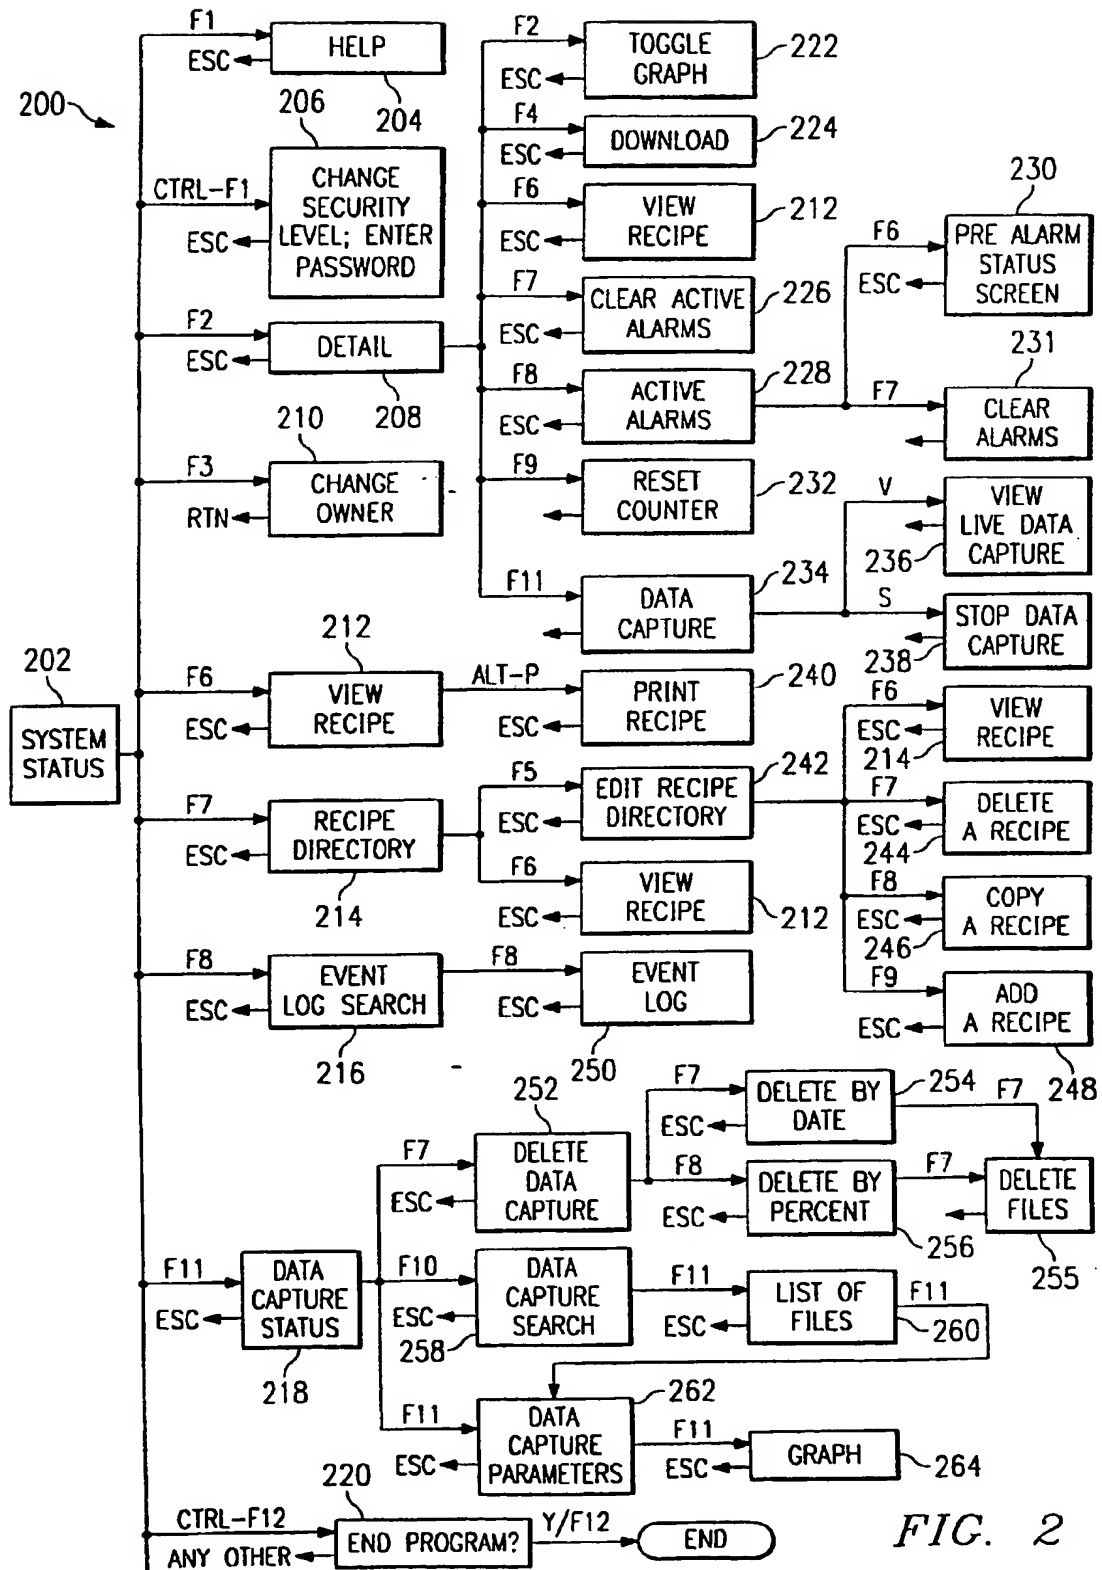 200
202
SYSTEM
STATUS
F1
ESC
HELP
204
206
CTRL-F1
ESC
CHANGE
SECURITY
LEVEL; ENTER
PASSWORD
F2
ESC
DETAIL
208
F2
ESC
TOGGLE
GRAPH
222
F4
ESC
DOWNLOAD
224
F6
ESC
VIEW
RECIPE
212
F7
ESC
CLEAR ACTIVE
ALARMS
226
F8
ESC
ACTIVE
ALARMS
228
F6
ESC
230
PRE ALARM
STATUS
SCREEN
F7
231
CLEAR
ALARMS
F9
RESET
COUNTER
232
F11
DATA
CAPTURE
234
V
VIEW
LIVE DATA
CAPTURE
236
S
STOP DATA
CAPTURE
238
F3
RTN
210
CHANGE
OWNER
F6
ESC
212
VIEW
RECIPE
ALT-P
ESC
PRINT
RECIPE
240
F7
ESC
RECIPE
DIRECTORY
214
F5
ESC
EDIT RECIPE
DIRECTORY
242
F6
ESC
VIEW
RECIPE
214
F7
ESC
DELETE
A RECIPE
244
F8
ESC
COPY
A RECIPE
246
F9
ESC
ADD
A RECIPE
248
F6
ESC
VIEW
RECIPE
212
F8
ESC
EVENT
LOG SEARCH
216
F8
ESC
EVENT
LOG
250
F11
ESC
DATA
CAPTURE
STATUS
218
F7
ESC
252
DELETE
DATA
CAPTURE
F7
ESC
DELETE BY
DATE
254
F7
F8
ESC
DELETE BY
PERCENT
256
F7
DELETE
FILES
255
F10
ESC
258
DATA
CAPTURE
SEARCH
F11
ESC
LIST OF
FILES
260
F11
F11
ESC
262
DATA
CAPTURE
PARAMETERS
F11
ESC
GRAPH
264
CTRL-F12
ANY OTHER
220
END PROGRAM?
Y/F12
END
FIG. 2